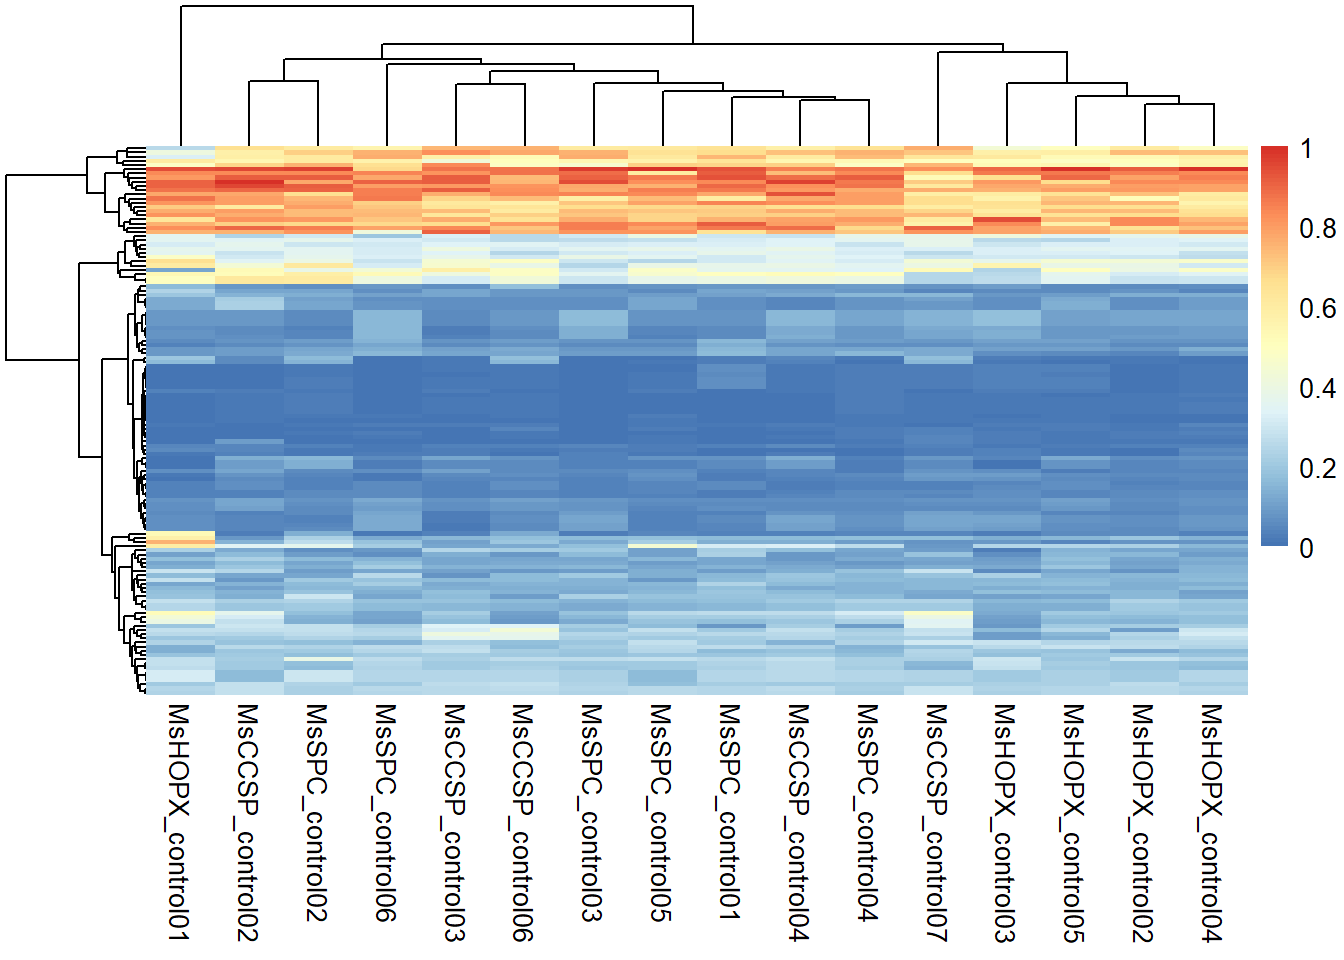 1
0.8
0.6
0.4
0.2
0
MsHOPX_control01
MsCCSP_control02
MsSPC_control02
MsSPC_control06
MsCCSP_control03
MsCCSP_control06
MsSPC_control03
MsSPC_control05
MsSPC_control01
MsCCSP_control04
MsSPC_control04
MsCCSP_control07
MsHOPX_control03
MsHOPX_control05
MsHOPX_control02
MsHOPX_control04